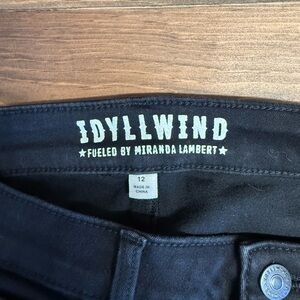 IDYLLWIND
★FUELED BY MIRANDA LAMBERT★
12
MADE IN
CHINA